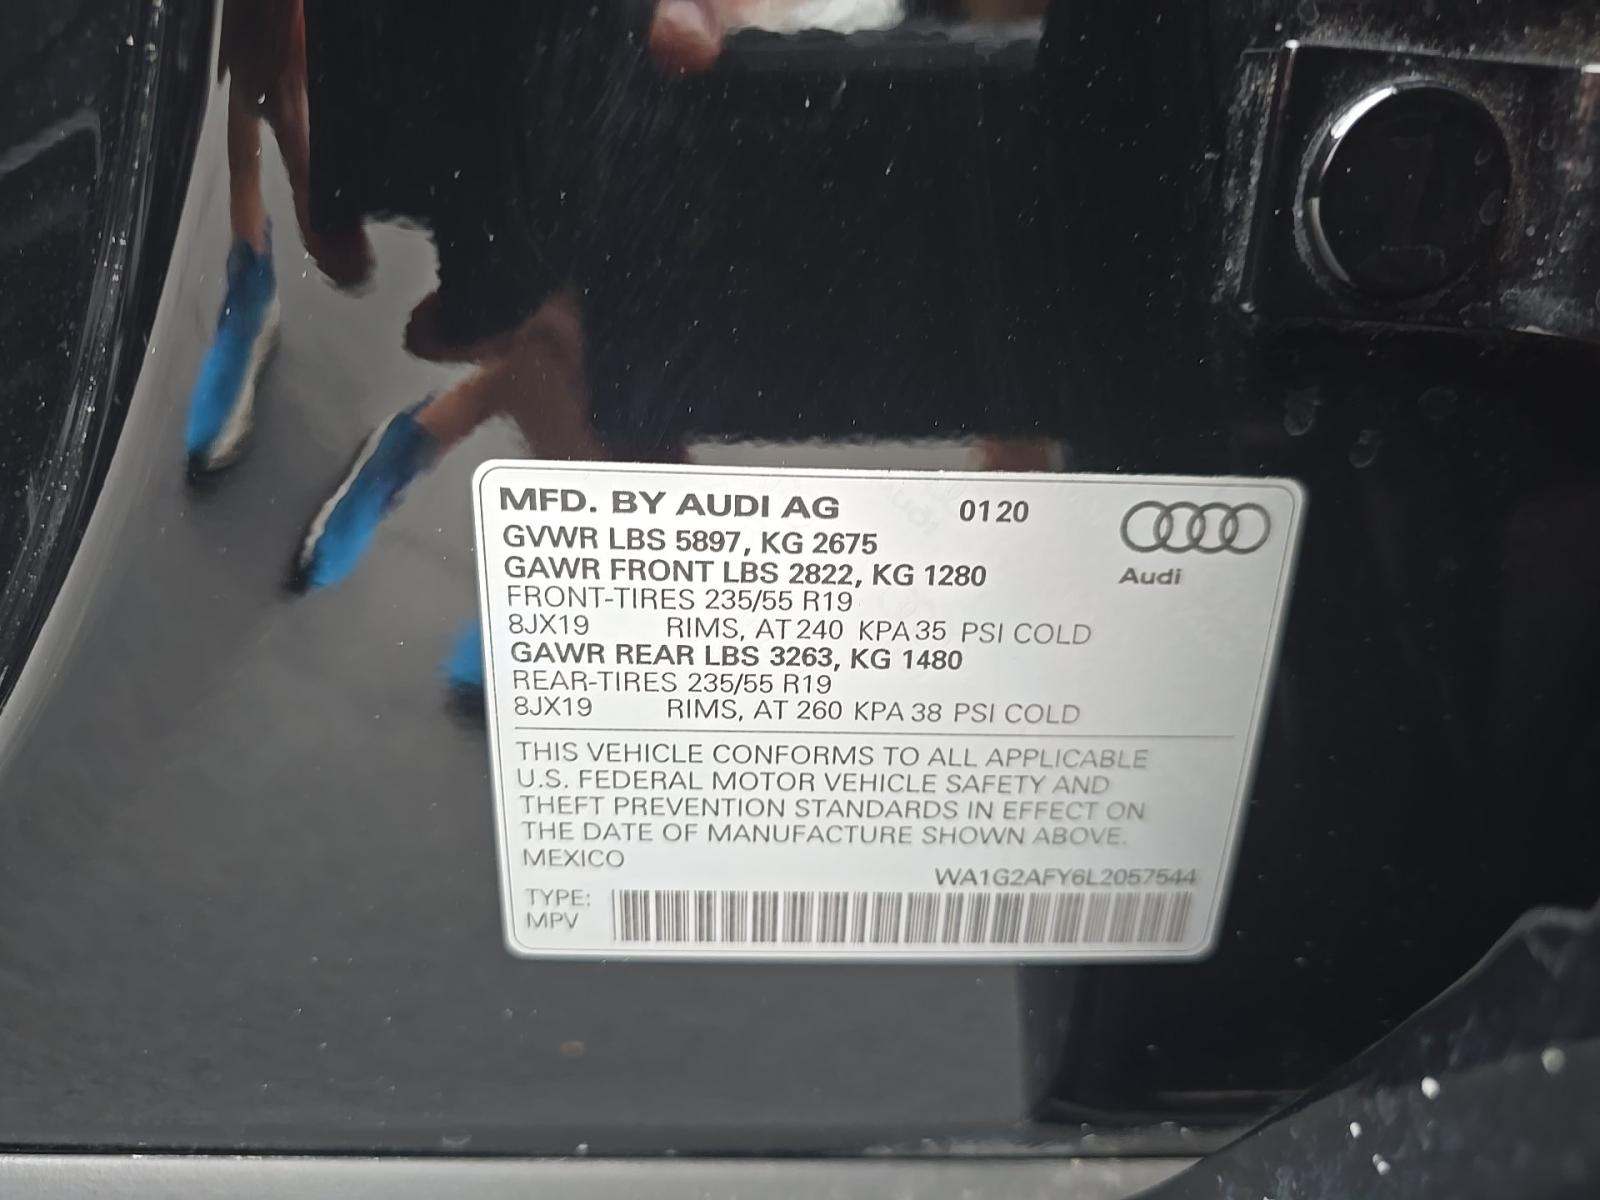 MFD. BY AUDI AG 0120
GVWR LBS 5897, KG 2675
GAWR FRONT LBS 2822, KG 1280
Audi
FRONT-TIRES 235/55 R19
8JX19 RIMS, AT 240 KPA 35 PSI COLD
GAWR REAR LBS 3263, KG 1480
REAR-TIRES 235/55 R19
8JX19 RIMS, AT 260 KPA 38 PSI COLD
THIS VEHICLE CONFORMS TO ALL APPLICABLE
U.S. FEDERAL MOTOR VEHICLE SAFETY AND
THEFT PREVENTION STANDARDS IN EFFECT ON
THE DATE OF MANUFACTURE SHOWN ABOVE.
MEXICO
WA1G2AFY6L2057544
TYPE:
MPV